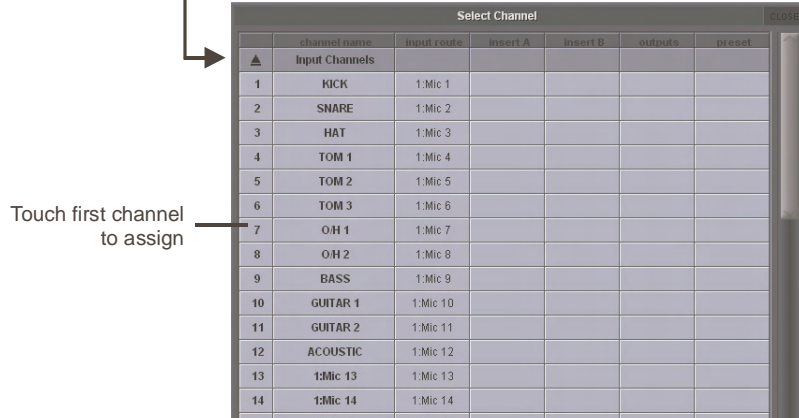 Select Channel CLOSE
channel name input route insert A insert B outputs preset
Input Channels
1 KICK 1:Mic 1
2 SNARE 1:Mic 2
3 HAT 1:Mic 3
4 TOM 1 1:Mic 4
5 TOM 2 1:Mic 5
6 TOM 3 1:Mic 6
Touch first channel
to assign
7 O/H 1 1:Mic 7
8 O/H 2 1:Mic 8
9 BASS 1:Mic 9
10 GUITAR 1 1:Mic 10
11 GUITAR 2 1:Mic 11
12 ACOUSTIC 1:Mic 12
13 1:Mic 13 1:Mic 13
14 1:Mic 14 1:Mic 14